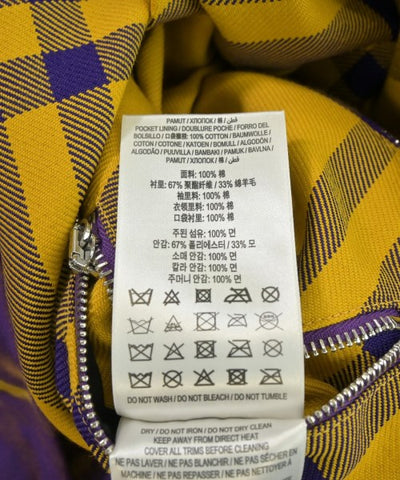 PAMUT / ХЛОПОК / 棉 / قطن
POCKET LINING / DOUBLURE POCHE / FORRO DEL
BOLSILLO / 口袋裡料: 100% COTTON / BAUMWOLLE /
COTON / COTONE / KATOEN / BOMULL / ALGODÓN /
ALGODÃO / PUUVILLA / BAMBAKI / PAMUK / BAVLNA /
PAMUT / ХЛОПОК / 棉 / قطن
面料: 100% 棉
衬里: 67% 聚酯纤维 / 33% 绵羊毛
袖里料: 100% 棉
衣领里料: 100% 棉
口袋衬里: 100% 棉
주된 섬유: 100% 면
안감: 67% 폴리에스터 / 33% 모
소매 안감: 100% 면
칼라 안감: 100% 면
주머니 안감: 100% 면
DO NOT WASH / DO NOT BLEACH / DO NOT TUMBLE
DRY / DO NOT IRON / DO NOT DRY CLEAN
KEEP AWAY FROM DIRECT HEAT
COVER ALL TRIMS BEFORE CLEANING
NE PAS LAVER / NE PAS BLANCHIR / NE PAS SÉCHER EN
MACHINE / NE PAS REPASSER / NE PAS NETTOYER